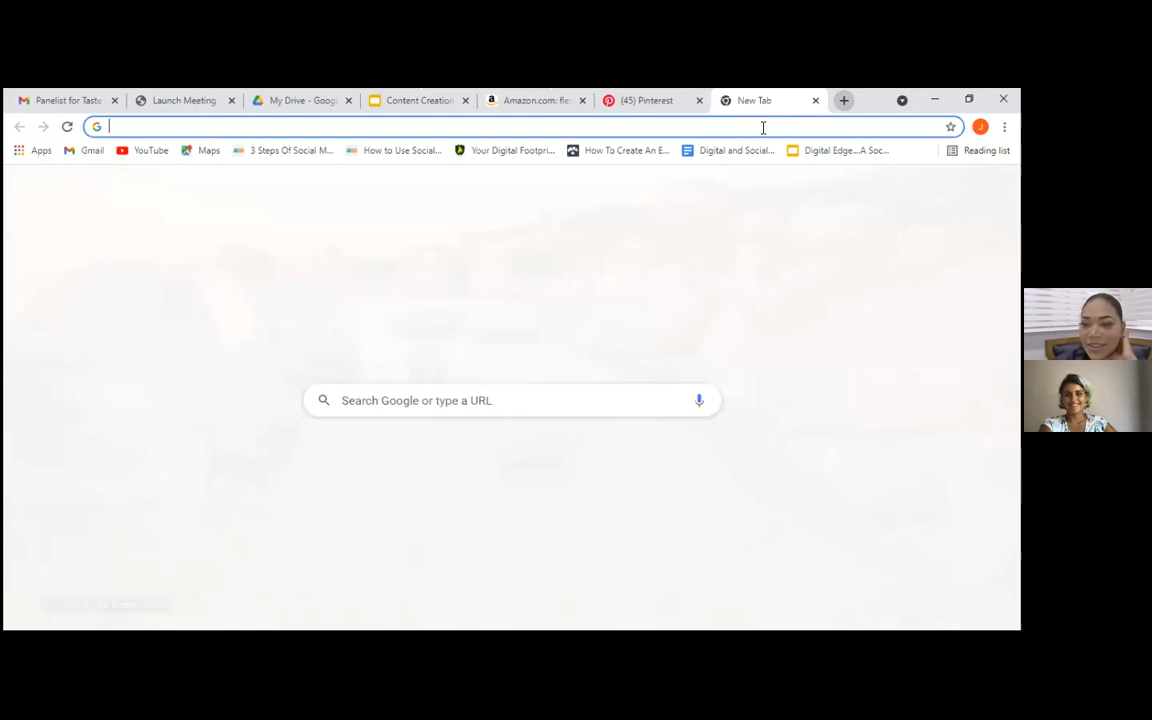 Panelist for Taste
Launch Meeting
My Drive - Goog
Content Creation
Amazon.com: fle
(45) Pinterest
New Tab
G
J
Apps
Gmail
YouTube
Maps
3 Steps Of Social M...
How to Use Social...
Your Digital Footpri...
How To Create An E...
Digital and Social...
Digital Edge...A Soc...
Reading list
Search Google or type a URL